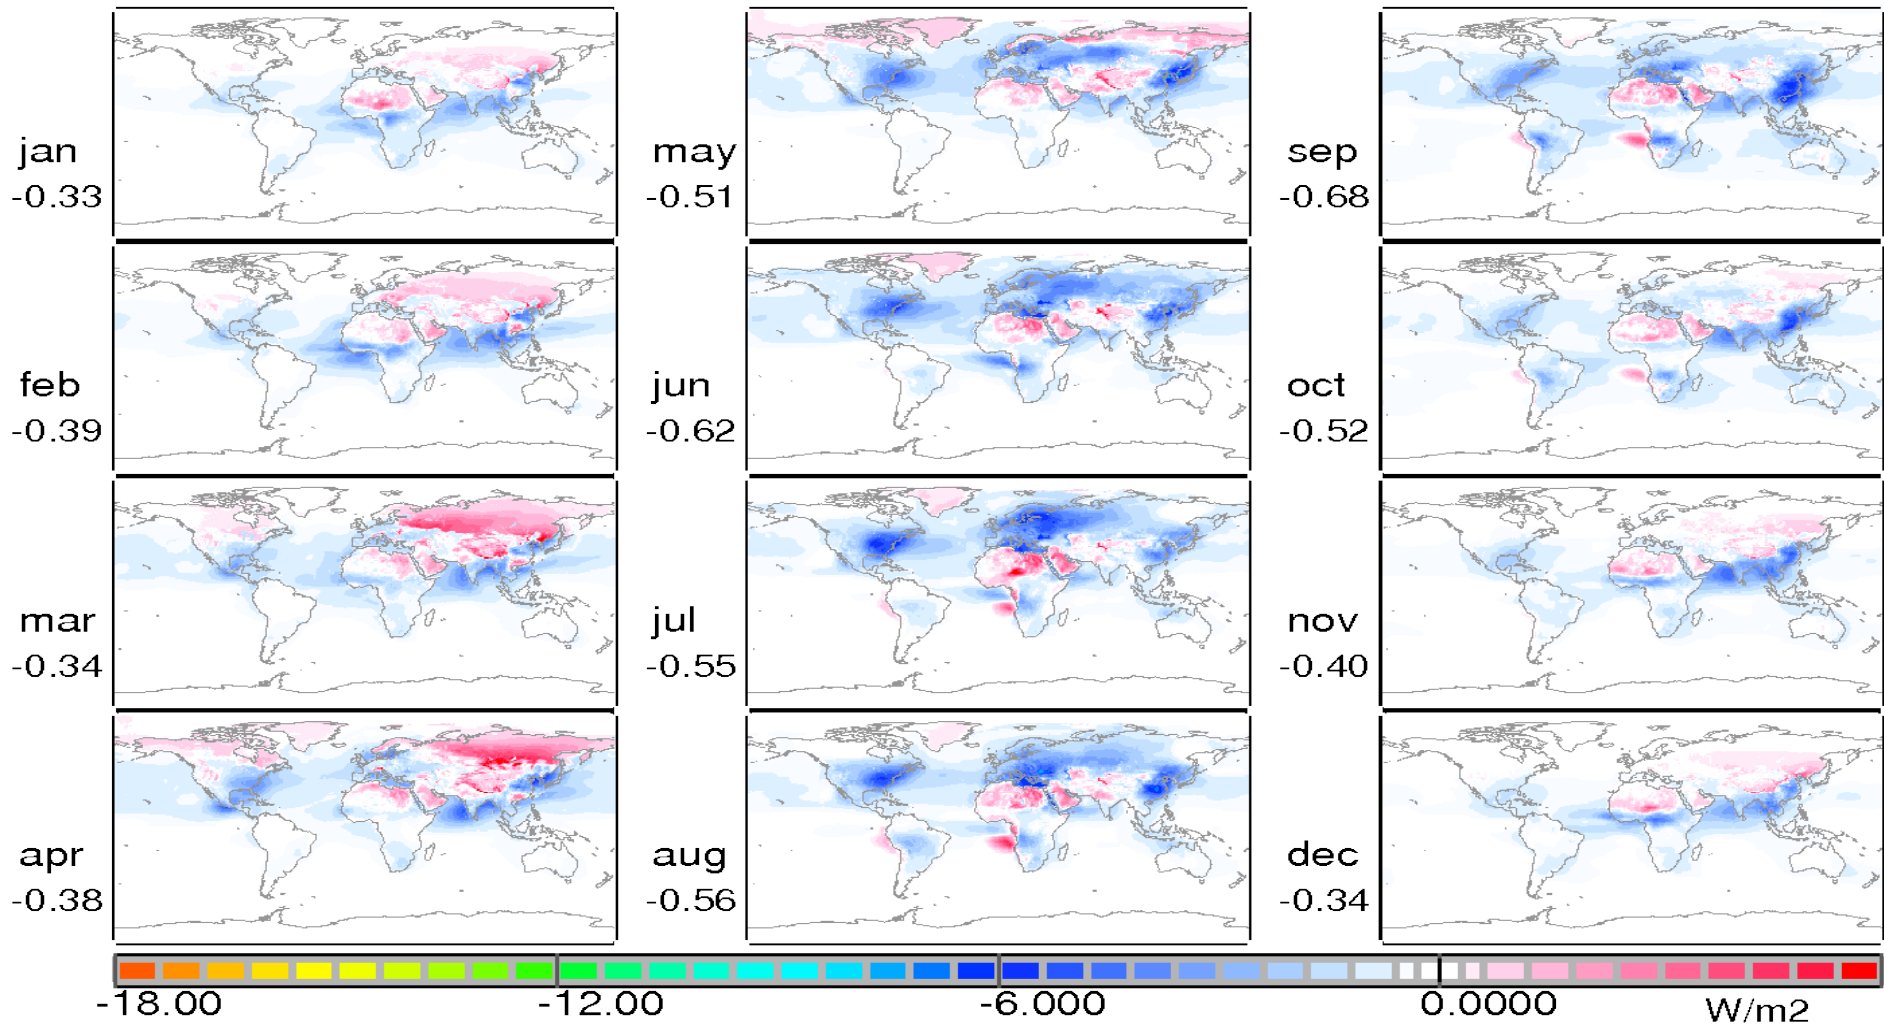 jan
-0.33
may
-0.51
sep
-0.68
feb
-0.39
jun
-0.62
oct
-0.52
mar
-0.34
jul
-0.55
nov
-0.40
apr
-0.38
aug
-0.56
dec
-0.34
-18.00 -12.00 -6.000 0.0000 W/m2